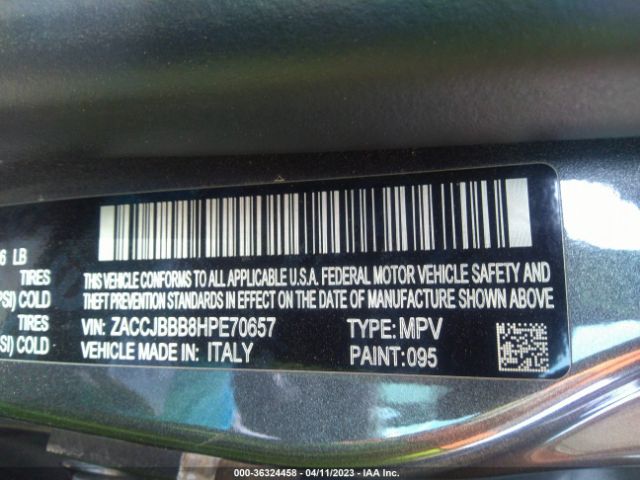 6 LB
TIRES
PSI) COLD
TIRES
SI) COLD
THIS VEHICLE CONFORMS TO ALL APPLICABLE U.S.A. FEDERAL MOTOR VEHICLE SAFETY AND
THEFT PREVENTION STANDARDS IN EFFECT ON THE DATE OF MANUFACTURE SHOWN ABOVE
VIN: ZACCJBBB8HPE70657 TYPE: MPV
VEHICLE MADE IN: ITALY PAINT: 095
000-36324458 - 04/11/2023 - IAA Inc.